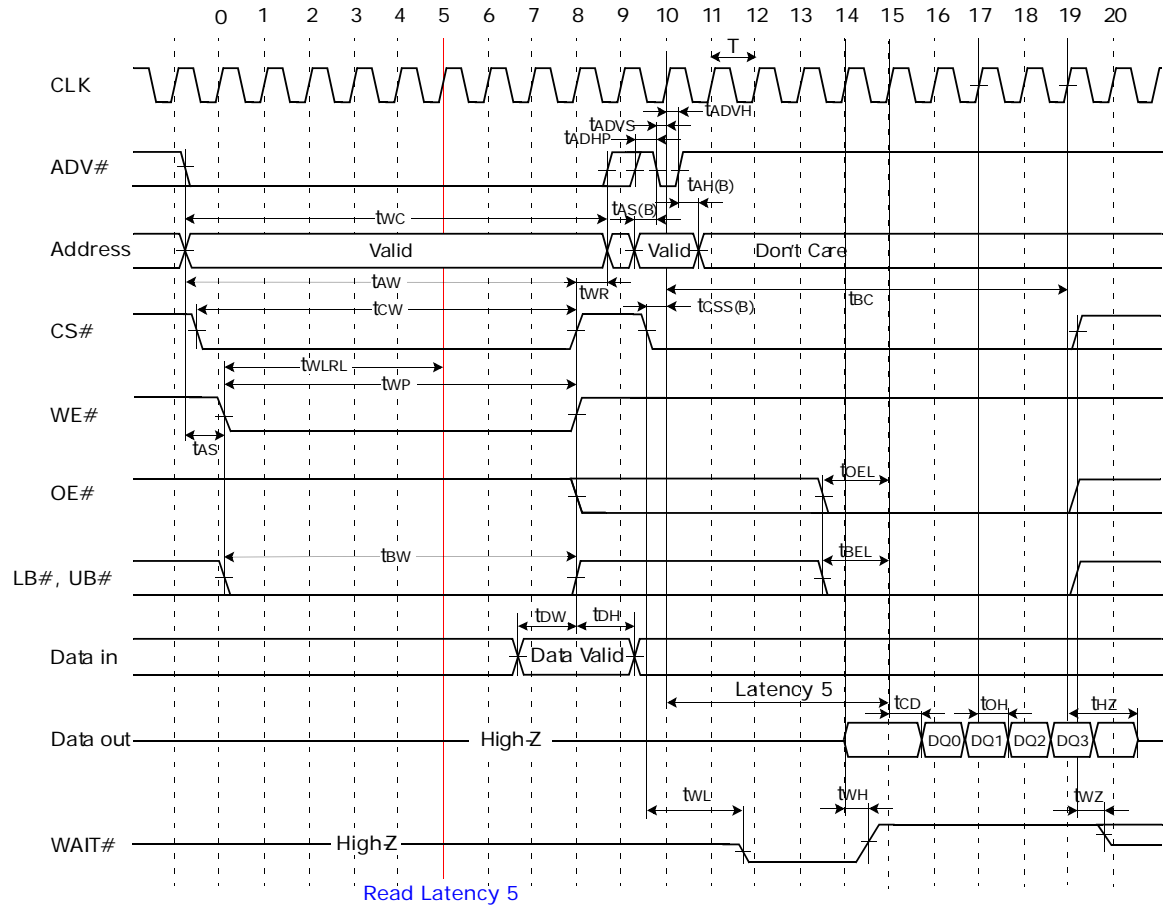 0 1 2 3 4 5 6 7 8 9 10 11 12 13 14 15 16 17 18 19 20
T
CLK
tADVH
tADVS
tADHP
ADV#
tAH(B)
tAS(B)
tWC
Address
Valid
Valid
Don't Care
tAW
tWR
tBC
tCSS(B)
tCW
CS#
tWLRL
tWP
WE#
tAS
tOEL
OE#
tBW
tBEL
LB#, UB#
tDW
tDH
Data in
Data Valid
Latency 5
tCD
tOH
tHZ
Data out
High-Z
DQ0
DQ1
DQ2
DQ3
tWL
tWH
tWZ
WAIT#
High-Z
Read Latency 5